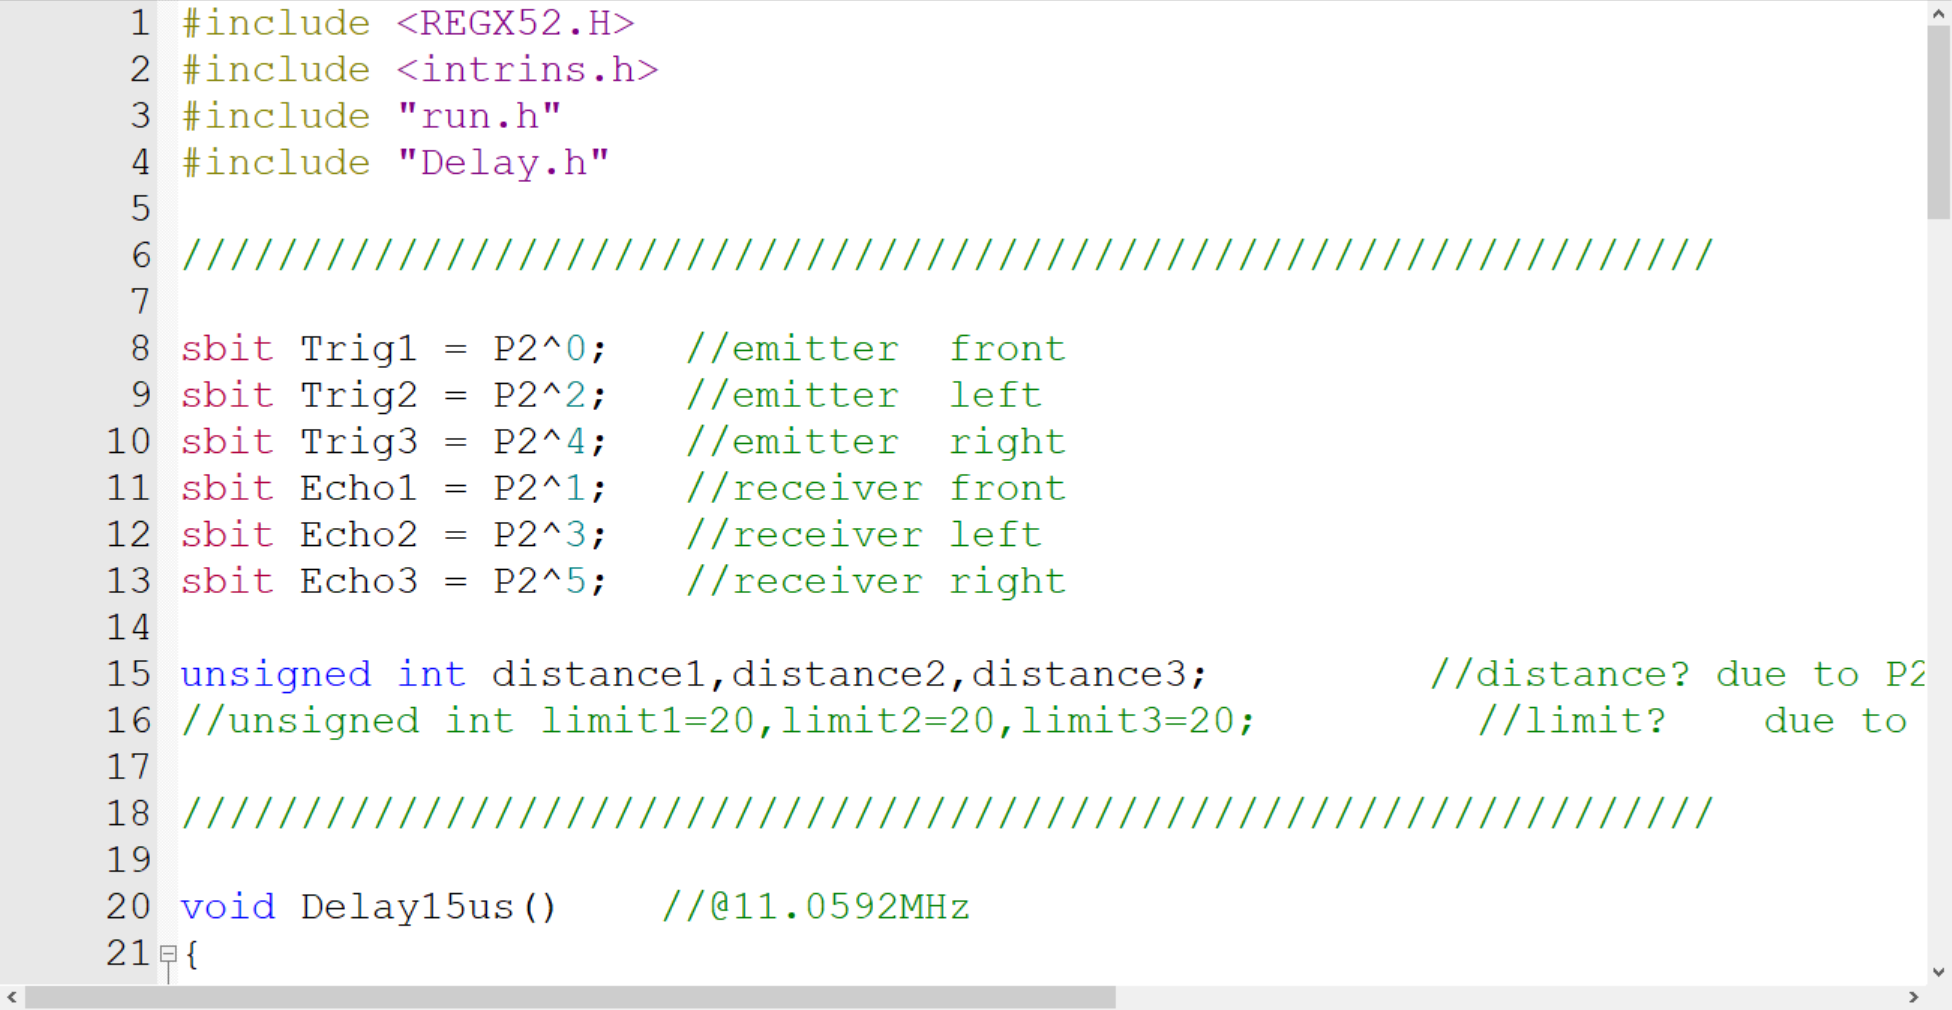 1 #include <REGX52.H>
2 #include <intrins.h>
3 #include "run.h"
4 #include "Delay.h"
5
6 ////////////////////////////////////////////////////////////////
7
8 sbit Trig1 = P2^0;   //emitter  front
9 sbit Trig2 = P2^2;   //emitter  left
10 sbit Trig3 = P2^4;   //emitter  right
11 sbit Echo1 = P2^1;   //receiver front
12 sbit Echo2 = P2^3;   //receiver left
13 sbit Echo3 = P2^5;   //receiver right
14
15 unsigned int distance1,distance2,distance3;         //distance? due to P2
16 //unsigned int limit1=20,limit2=20,limit3=20;         //limit?    due to
17
18 ////////////////////////////////////////////////////////////////
19
20 void Delay15us()    //@11.0592MHz
21 {